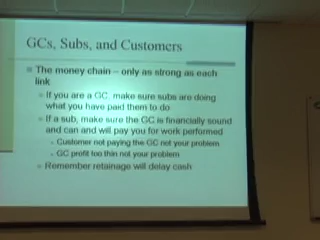 GCs, Subs, and Customers
The money chain – only as strong as each
link
If you are a GC, make sure subs are doing
what you have paid them to do
If a sub, make sure the GC is financially sound
and can and will pay you for work performed
Customer not paying the GC not your problem
GC profit too thin not your problem
Remember retainage will delay cash